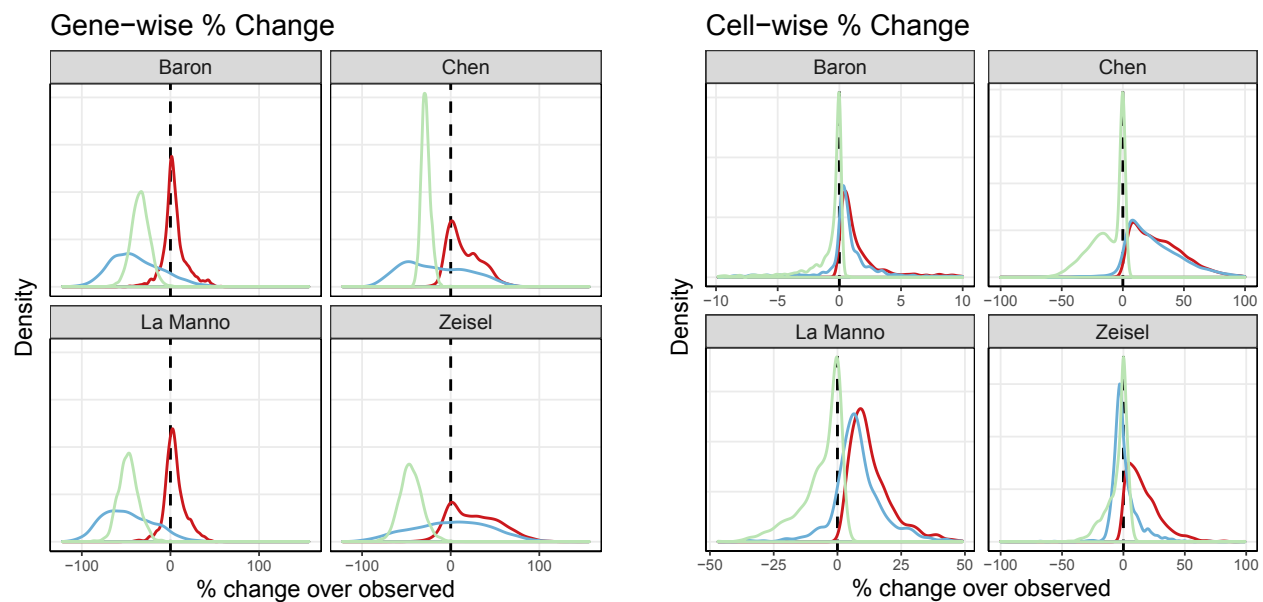 Gene−wise % Change
Baron
Chen
La Manno
Zeisel
Density
−100
0
100
−100
0
100
% change over observed
Cell−wise % Change
Baron
Chen
−10
−5
0
5
10
−100
−50
0
50
100
La Manno
Zeisel
Density
−50
−25
0
25
50
−100
−50
0
50
100
% change over observed